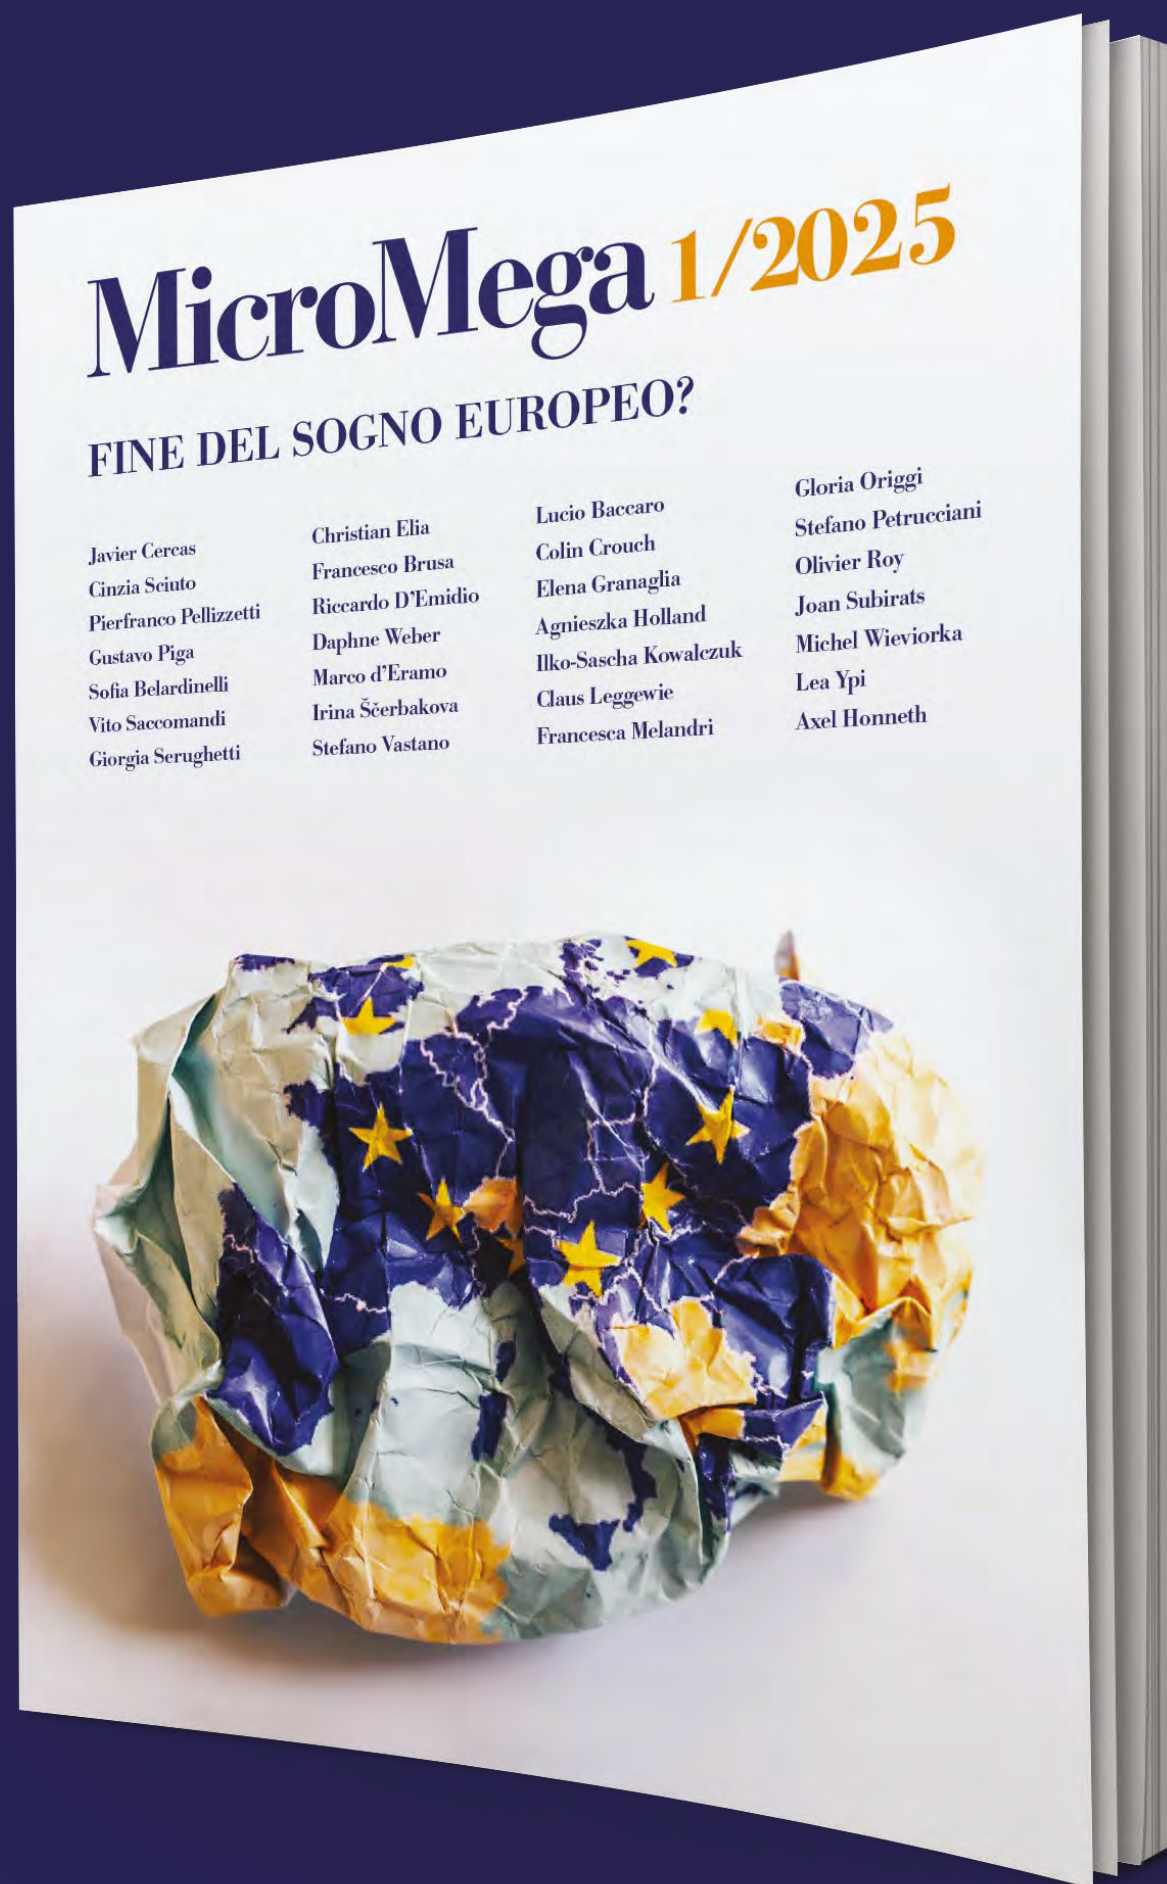 MicroMega 1/2025
FINE DEL SOGNO EUROPEO?
Javier Cercas
Cinzia Sciuto
Pierfranco Pellizzetti
Gustavo Piga
Sofia Belardinelli
Vito Saccomandi
Giorgia Serughetti
Christian Elia
Francesco Brusa
Riccardo D'Emidio
Daphne Weber
Marco d'Eramo
Irina Ščerbakova
Stefano Vastano
Lucio Baccaro
Colin Crouch
Elena Granaglia
Agnieszka Holland
Ilko-Sascha Kowalczuk
Claus Leggewie
Francesca Melandri
Gloria Origgi
Stefano Petrucciani
Olivier Roy
Joan Subirats
Michel Wieviorka
Lea Ypi
Axel Honneth